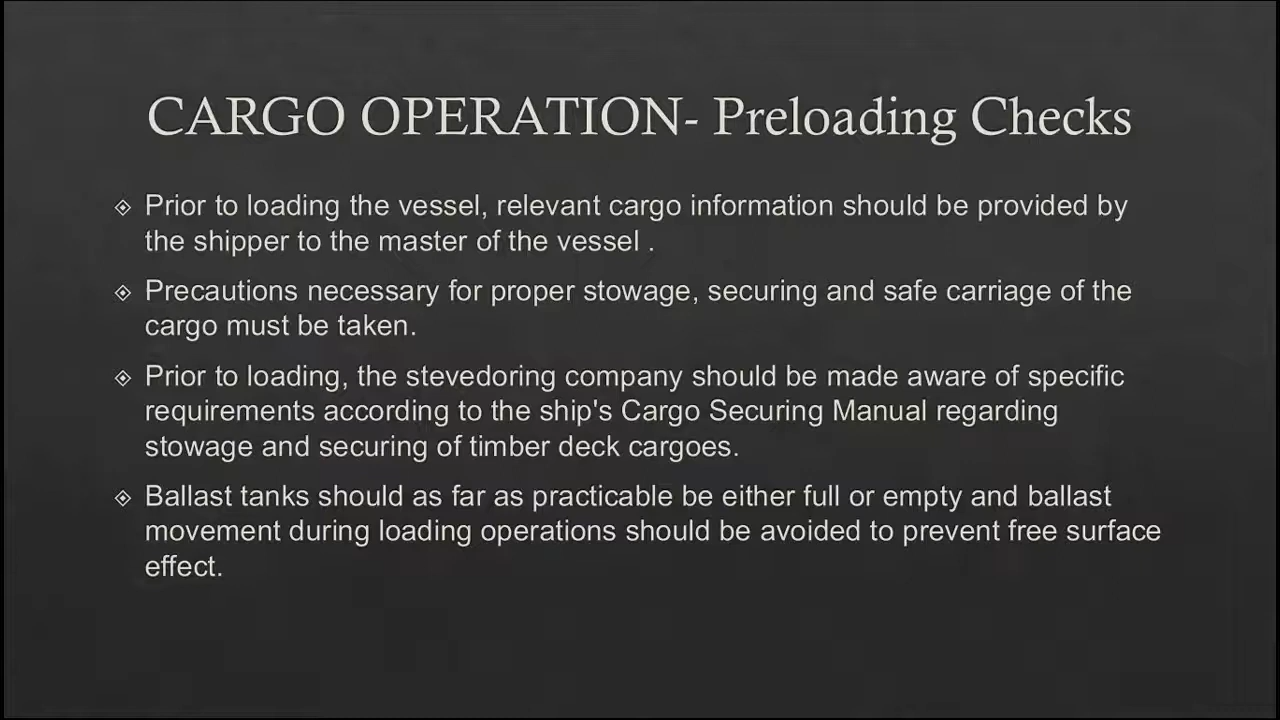 CARGO OPERATION- Preloading Checks
Prior to loading the vessel, relevant cargo information should be provided by
the shipper to the master of the vessel .
Precautions necessary for proper stowage, securing and safe carriage of the
cargo must be taken.
Prior to loading, the stevedoring company should be made aware of specific
requirements according to the ship's Cargo Securing Manual regarding
stowage and securing of timber deck cargoes.
Ballast tanks should as far as practicable be either full or empty and ballast
movement during loading operations should be avoided to prevent free surface
effect.